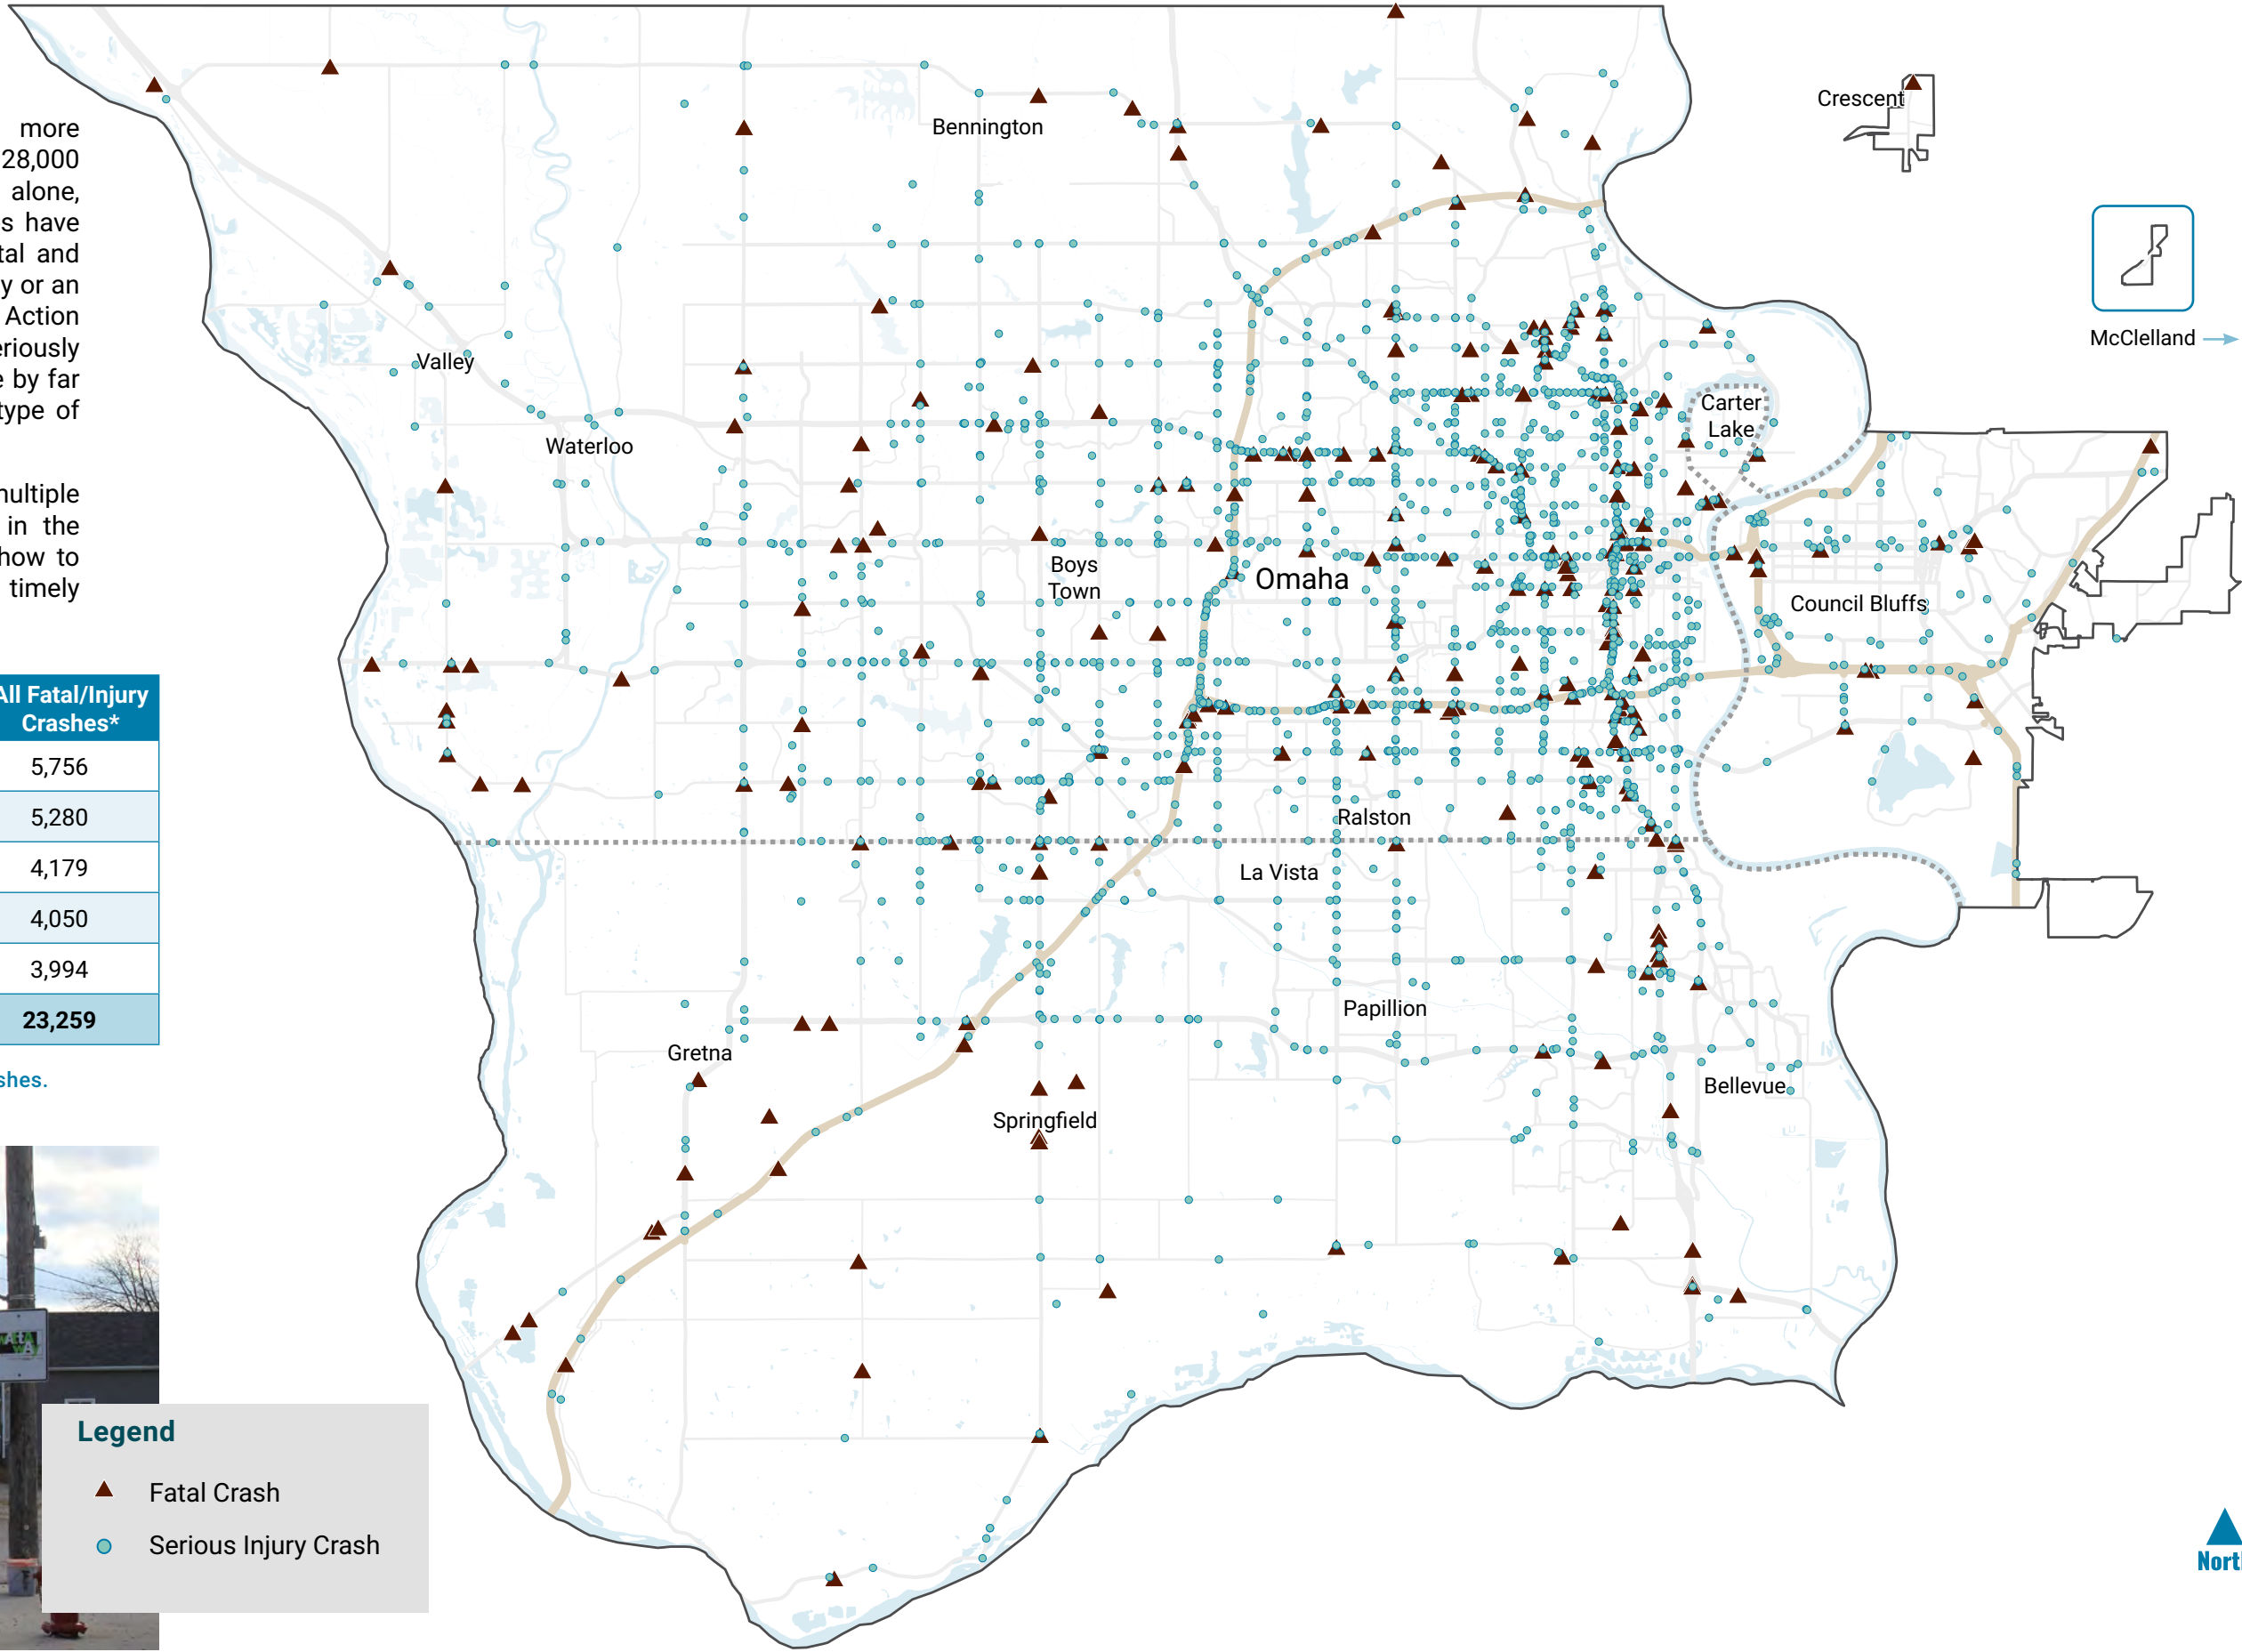 more
28,000
alone,
s have
tal and
y or an
Action
eriously
e by far
type of
multiple
in the
how to
timely
All Fatal/Injury
Crashes*
5,756
5,280
4,179
4,050
3,994
23,259
shes.
Crescent
Bennington
McClelland
Valley
Carter
Lake
Waterloo
Boys
Town
Omaha
Council Bluffs
Ralston
La Vista
Papillion
Gretna
Bellevue
Springfield
Legend
Fatal Crash
Serious Injury Crash
North